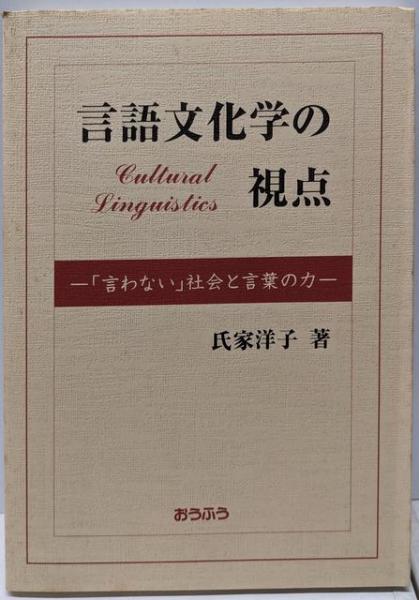 言語文化学の
Cultural
Linguistics
視点
―「言わない」社会と言葉の力―
氏家洋子 著
おうふう